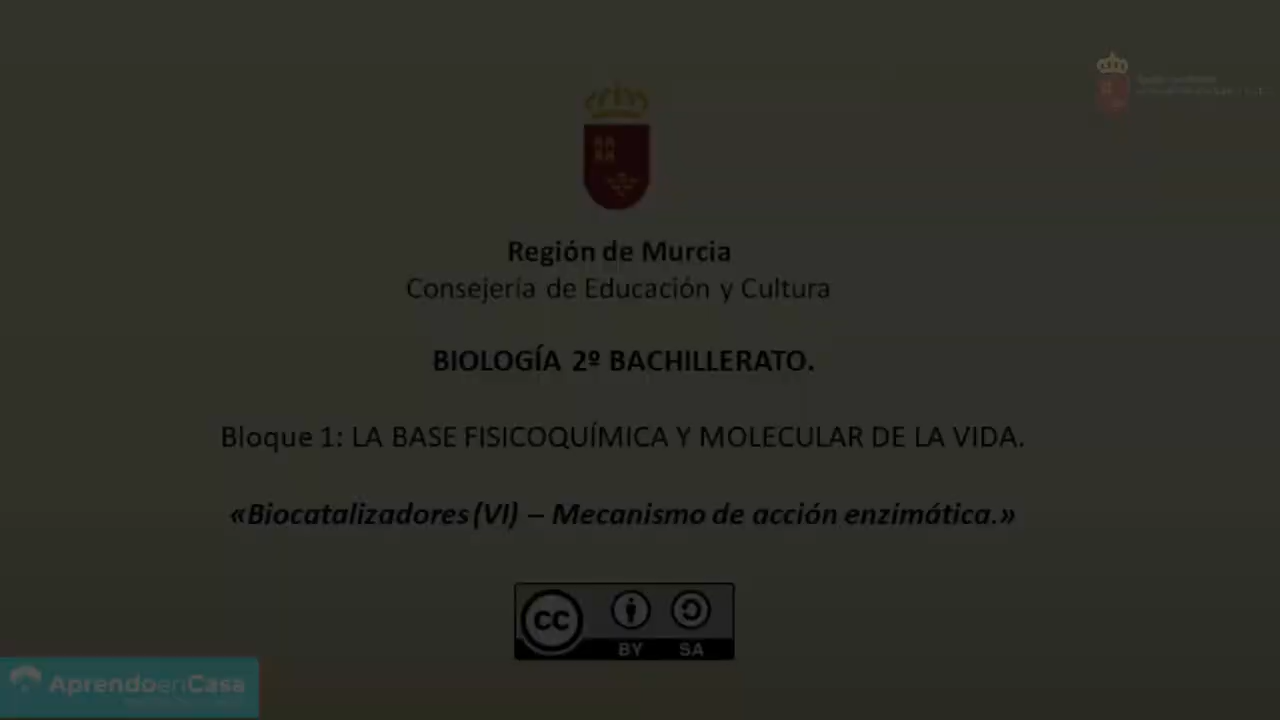 Región de Murcia
Consejería de Educación y Cultura
BIOLOGÍA 2º BACHILLERATO.
Bloque 1: LA BASE FISICOQUÍMICA Y MOLECULAR DE LA VIDA.
«Biocatalizadores (VI) – Mecanismo de acción enzimática.»
CC
BY SA
AprendoenCasa